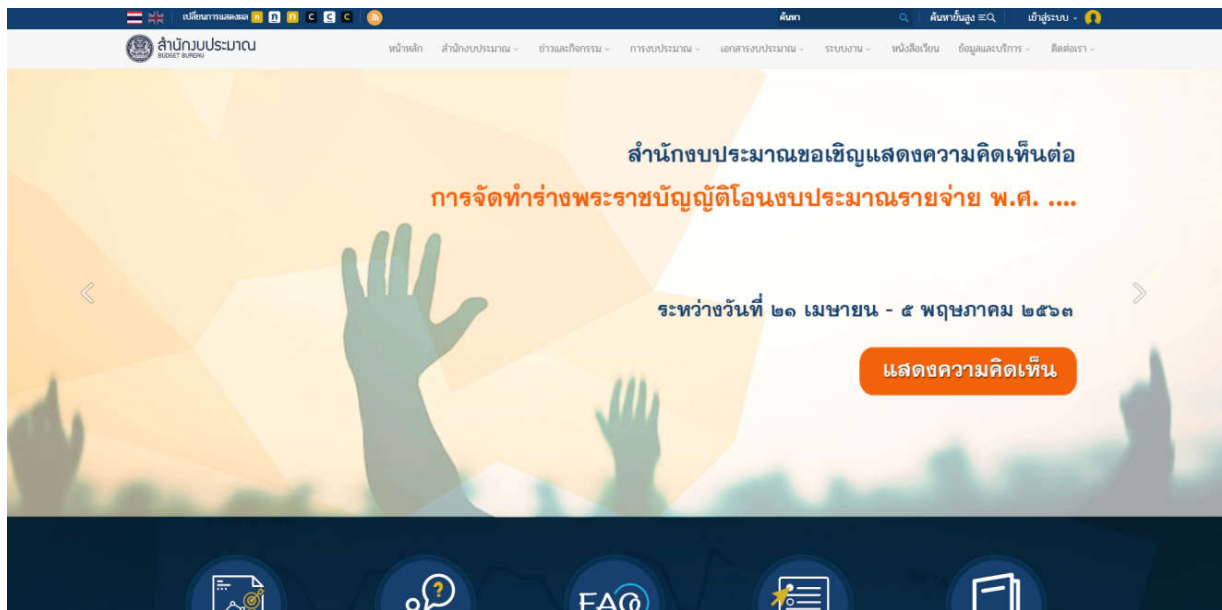 เปลี่ยนการแสดงผล ก ก ก C C C
ค้นหา
ค้นหาขั้นสูง
เข้าสู่ระบบ
สำนักงบประมาณ
BUDGET BUREAU
หน้าหลัก สำนักงบประมาณ ข่าวและกิจกรรม การงบประมาณ เอกสารงบประมาณ ระบบงาน หนังสือเวียน ข้อมูลและบริการ ติดต่อเรา
สำนักงบประมาณขอเชิญแสดงความคิดเห็นต่อ
การจัดทำร่างพระราชบัญญัติโอนงบประมาณรายจ่าย พ.ศ. ....
ระหว่างวันที่ ๒๑ เมษายน - ๕ พฤษภาคม ๒๕๖๓
แสดงความคิดเห็น
FAQ